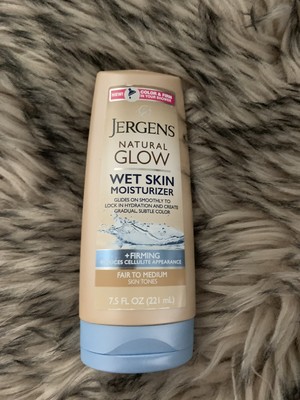 NEW!
COLOR & FIRM
IN YOUR SHOWER
JERGENS
NATURAL
GLOW
WET SKIN
MOISTURIZER
GLIDES ON SMOOTHLY TO
LOCK IN HYDRATION AND CREATES
GRADUAL, SUBTLE COLOR
+FIRMING
REDUCES CELLULITE APPEARANCE
FAIR TO MEDIUM
SKIN TONES
7.5 FL OZ (221 mL)